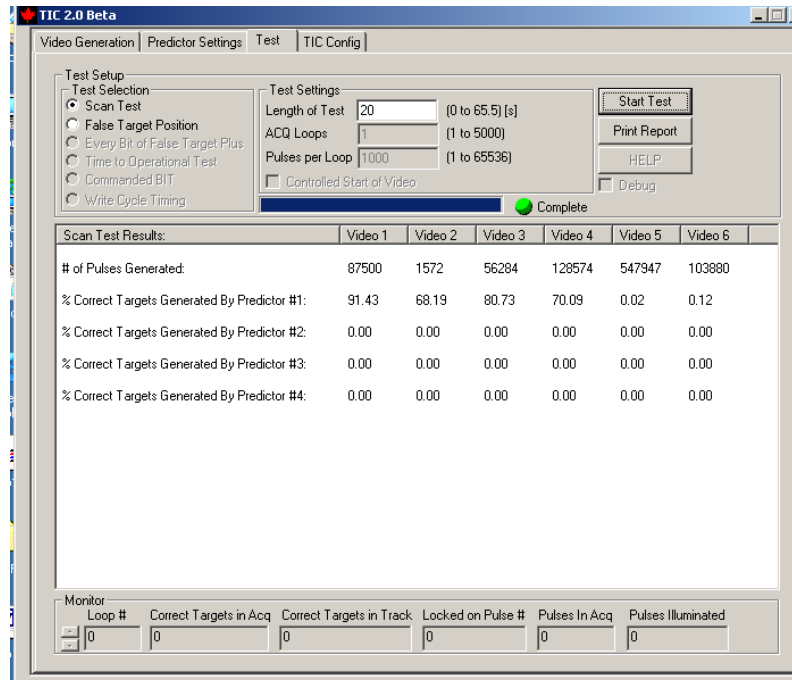 TIC 2.0 Beta
Video Generation Predictor Settings Test TIC Config
Test Setup
Test Selection
Scan Test
False Target Position
Every Bit of False Target Plus
Time to Operational Test
Commanded BIT
Write Cycle Timing
Test Settings
Length of Test 20 (0 to 65.5) [s]
ACQ Loops 1 (1 to 5000)
Pulses per Loop 1000 (1 to 65536)
Controlled Start of Video
Start Test
Print Report
HELP
Debug
Complete
Scan Test Results: Video 1 Video 2 Video 3 Video 4 Video 5 Video 6
# of Pulses Generated: 87500 1572 56284 128574 547947 103880
% Correct Targets Generated By Predictor #1: 91.43 68.19 80.73 70.09 0.02 0.12
% Correct Targets Generated By Predictor #2: 0.00 0.00 0.00 0.00 0.00 0.00
% Correct Targets Generated By Predictor #3: 0.00 0.00 0.00 0.00 0.00 0.00
% Correct Targets Generated By Predictor #4: 0.00 0.00 0.00 0.00 0.00 0.00
Monitor
Loop # Correct Targets in Acq Correct Targets in Track Locked on Pulse # Pulses In Acq Pulses Illuminated
0 0 0 0 0 0